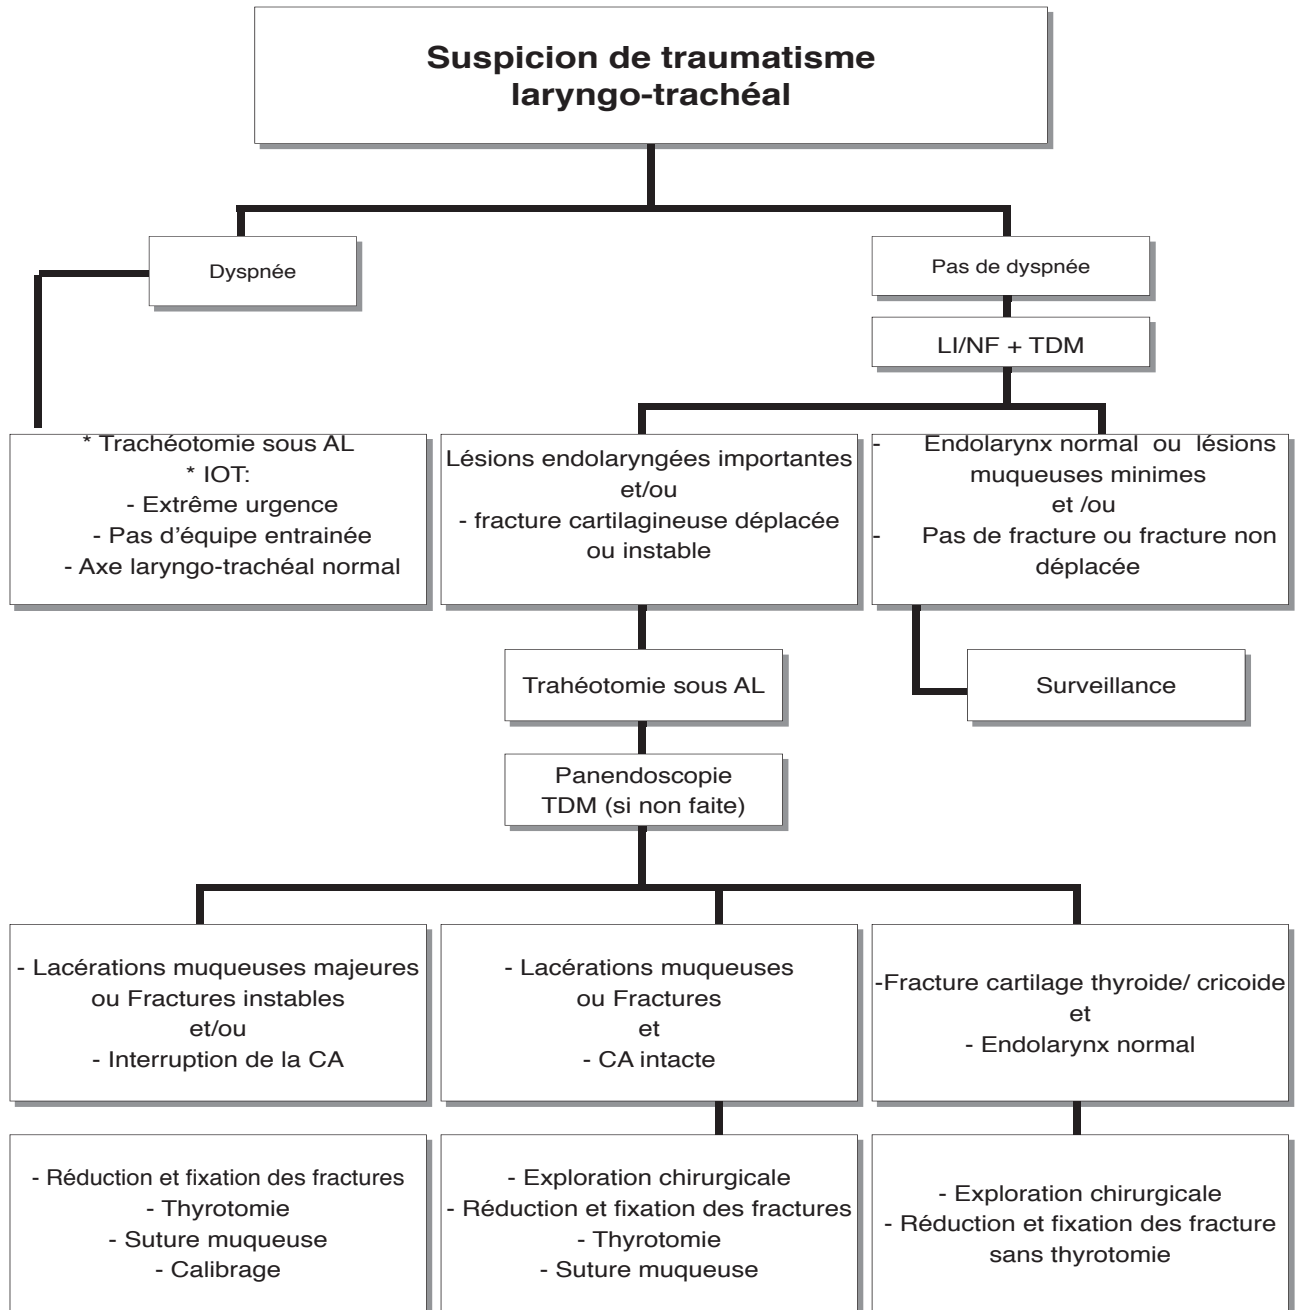 Suspicion de traumatisme
laryngo-trachéal
Dyspnée
Pas de dyspnée
LI/NF + TDM
* Trachéotomie sous AL
* IOT:
- Extrême urgence
- Pas d'équipe entrainée
- Axe laryngo-trachéal normal
Lésions endolaryngées importantes
et/ou
- fracture cartilagineuse déplacée
ou instable
- Endolarynx normal ou lésions
muqueuses minimes
et /ou
- Pas de fracture ou fracture non
déplacée
Trahéotomie sous AL
Surveillance
Panendoscopie
TDM (si non faite)
- Lacérations muqueuses majeures
ou Fractures instables
et/ou
- Interruption de la CA
- Lacérations muqueuses
ou Fractures
et
- CA intacte
-Fracture cartilage thyroide/ cricoide
et
- Endolarynx normal
- Réduction et fixation des fractures
- Thyrotomie
- Suture muqueuse
- Calibrage
- Exploration chirurgicale
- Réduction et fixation des fractures
- Thyrotomie
- Suture muqueuse
- Exploration chirurgicale
- Réduction et fixation des fracture
sans thyrotomie